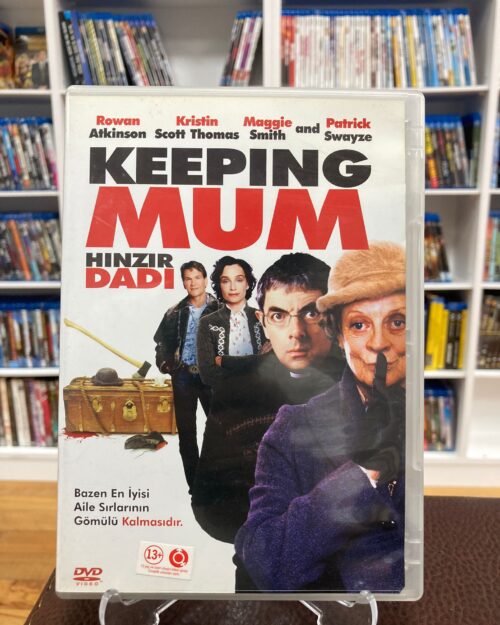 Rowan Kristin Maggie and Patrick
Atkinson Scott Thomas Smith Swayze
KEEPING
MUM
HINZIR
DADI
Bazen En İyisi
Aile Sırlarının
Gömülü Kalmasıdır.
13+
DVD
VIDEO